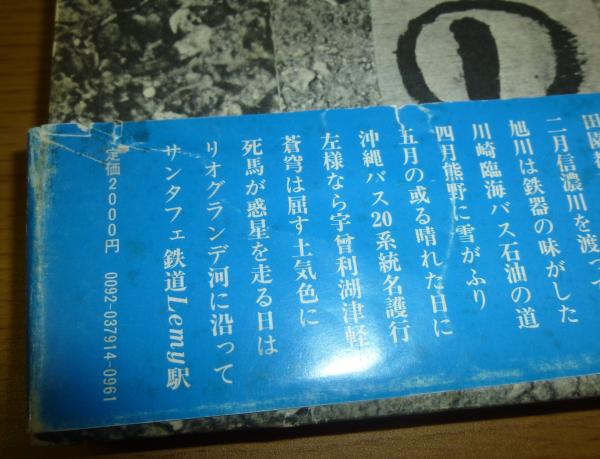 ①
田園都
二月信濃川を渡って
旭川は鉄器の味がした
川崎臨海バス石油の道
四月熊野に雪がふり
五月の或る晴れた日に
沖縄バス20系統名護行
左様なら宇曾利湖津軽
蒼穹は屈す土気色に
死馬が惑星を走る日は
リオグランデ河に沿って
サンタフェ鉄道Lemy駅
定価2000円 0092-037914-0961